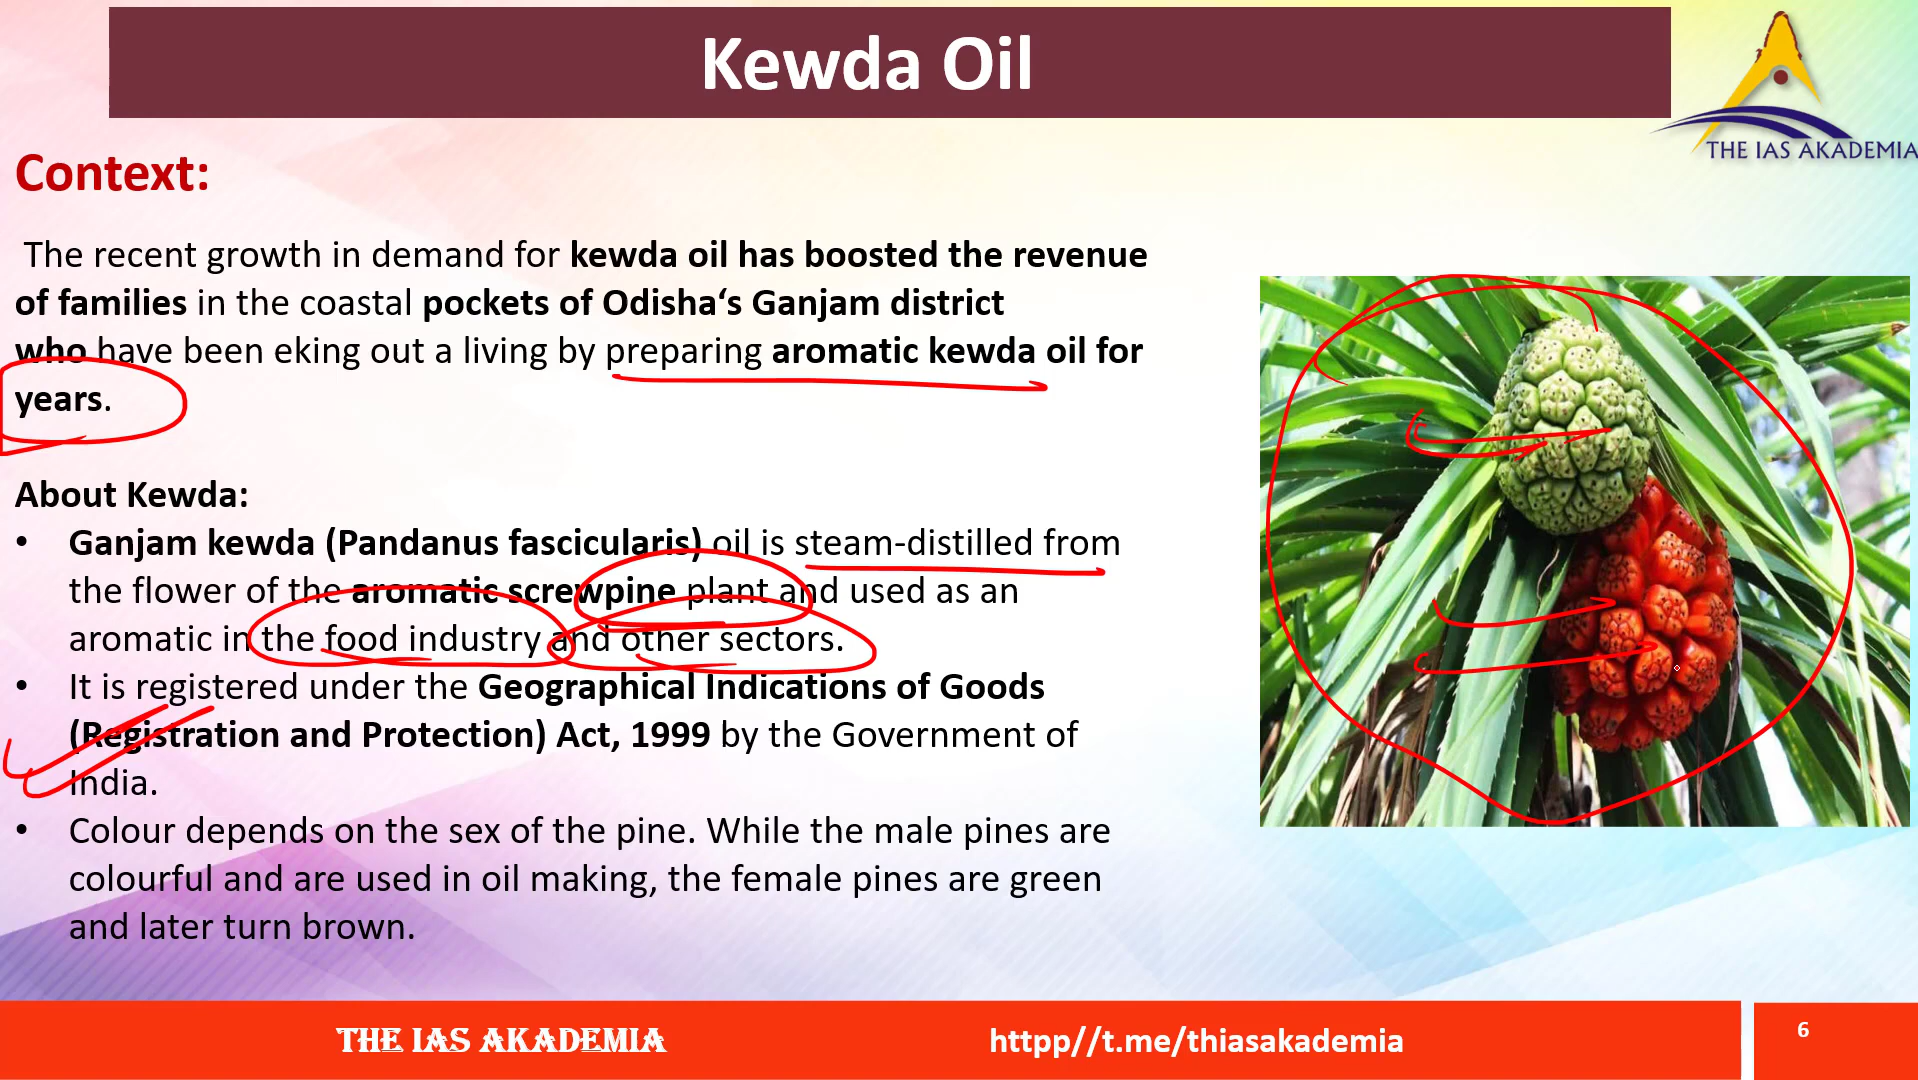 Kewda Oil
THE IAS AKADEMIA
Context:
The recent growth in demand for kewda oil has boosted the revenue
of families in the coastal pockets of Odisha‘s Ganjam district
who have been eking out a living by preparing aromatic kewda oil for
years.
About Kewda:
• Ganjam kewda (Pandanus fascicularis) oil is steam-distilled from
the flower of the aromatic screwpine plant and used as an
aromatic in the food industry and other sectors.
• It is registered under the Geographical Indications of Goods
(Registration and Protection) Act, 1999 by the Government of
India.
• Colour depends on the sex of the pine. While the male pines are
colourful and are used in oil making, the female pines are green
and later turn brown.
THE IAS AKADEMIA
httpp//t.me/thiasakademia
6